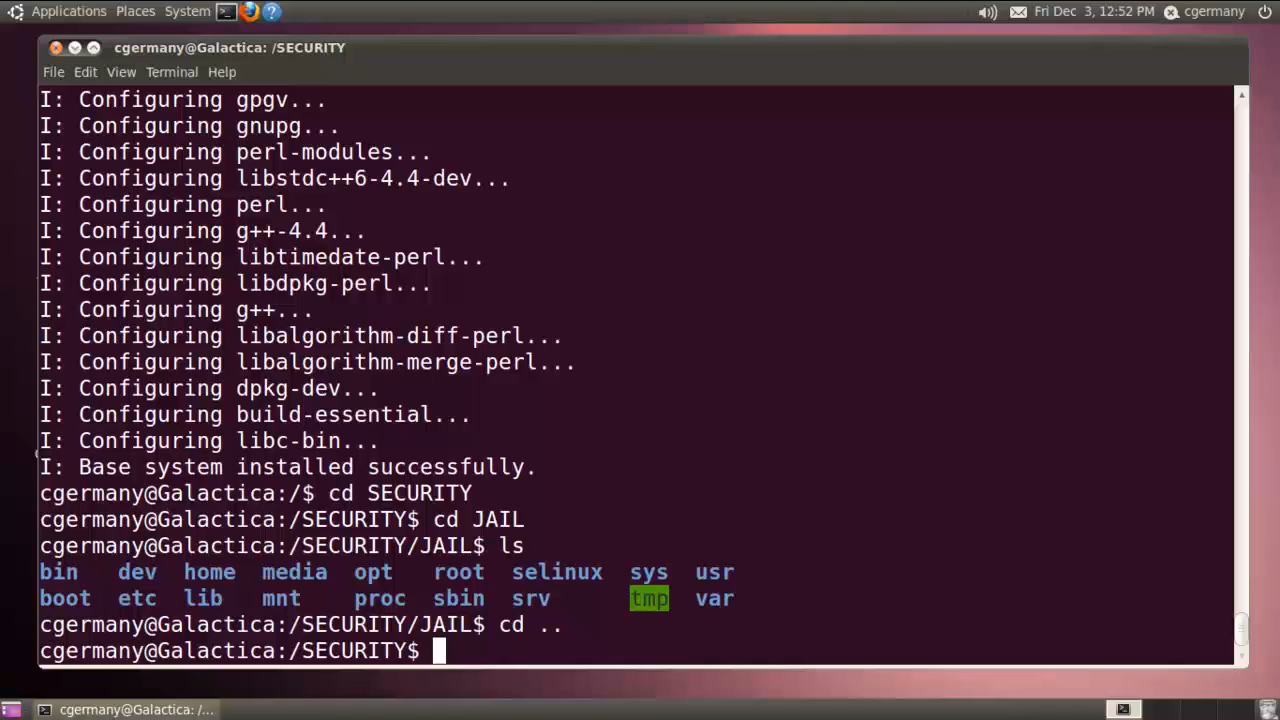 Applications Places System Fri Dec 3, 12:52 PM cgermany
cgermany@Galactica: /SECURITY
File Edit View Terminal Help
I: Configuring gpgv...
I: Configuring gnupg...
I: Configuring perl-modules...
I: Configuring libstdc++6-4.4-dev...
I: Configuring perl...
I: Configuring g++-4.4...
I: Configuring libtimedate-perl...
I: Configuring libdpkg-perl...
I: Configuring g++...
I: Configuring libalgorithm-diff-perl...
I: Configuring libalgorithm-merge-perl...
I: Configuring dpkg-dev...
I: Configuring build-essential...
I: Configuring libc-bin...
I: Base system installed successfully.
cgermany@Galactica:/$ cd SECURITY
cgermany@Galactica:/SECURITY$ cd JAIL
cgermany@Galactica:/SECURITY/JAIL$ ls
bin dev home media opt root selinux sys usr
boot etc lib mnt proc sbin srv tmp var
cgermany@Galactica:/SECURITY/JAIL$ cd ..
cgermany@Galactica:/SECURITY$
cgermany@Galactica: /...